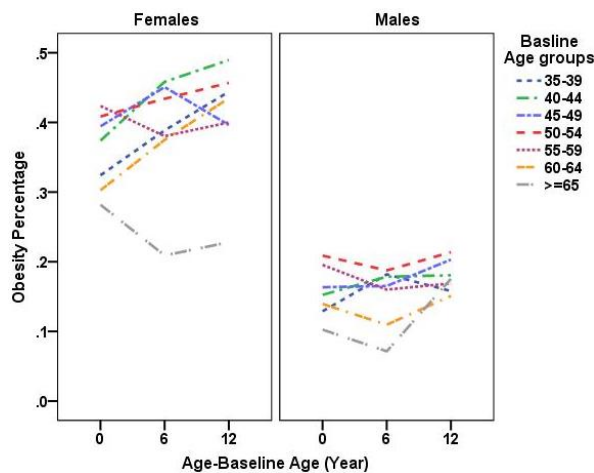 Females
Males
Basline
Age groups
35-39
40-44
45-49
50-54
55-59
60-64
>=65
Obesity Percentage
.5
.4
.3
.2
.1
.0
0 6 12
0 6 12
Age-Baseline Age (Year)